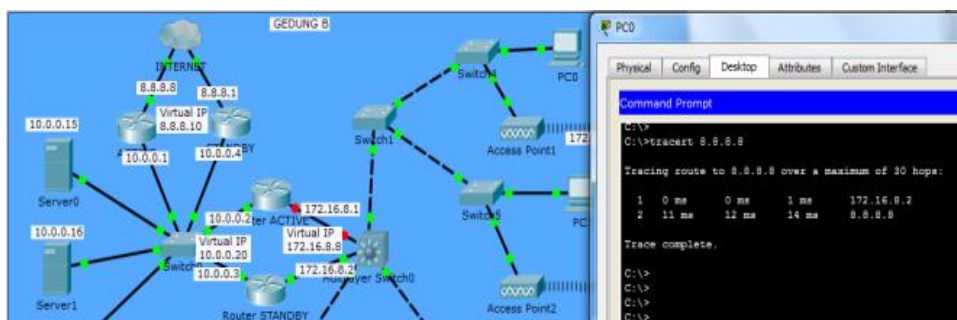 GEDUNG B
INTERNET
8.8.8.8
8.8.8.1
Virtual IP
8.8.8.10
10.0.0.15
10.0.0.1
10.0.0.4
Server0
10.0.0.16
Server1
10.0.0.2
ter ACTIVE
172.16.8.1
Virtual IP
10.0.0.20
Virtual IP
172.16.8.8
10.0.0.3
172.16.8.2
Router STANDBY
Switch1
Switch4
PC0
Access Point1
172
Switch5
PC
Access Point2
PC0
Physical
Config
Desktop
Attributes
Custom Interface
Command Prompt
C:\>
C:\>tracert 8.8.8.8
Tracing route to 8.8.8.8 over a maximum of 30 hops:
1 0 ms 0 ms 1 ms 172.16.8.2
2 11 ms 12 ms 14 ms 8.8.8.8
Trace complete.
C:\>
C:\>
C:\>
C:\>